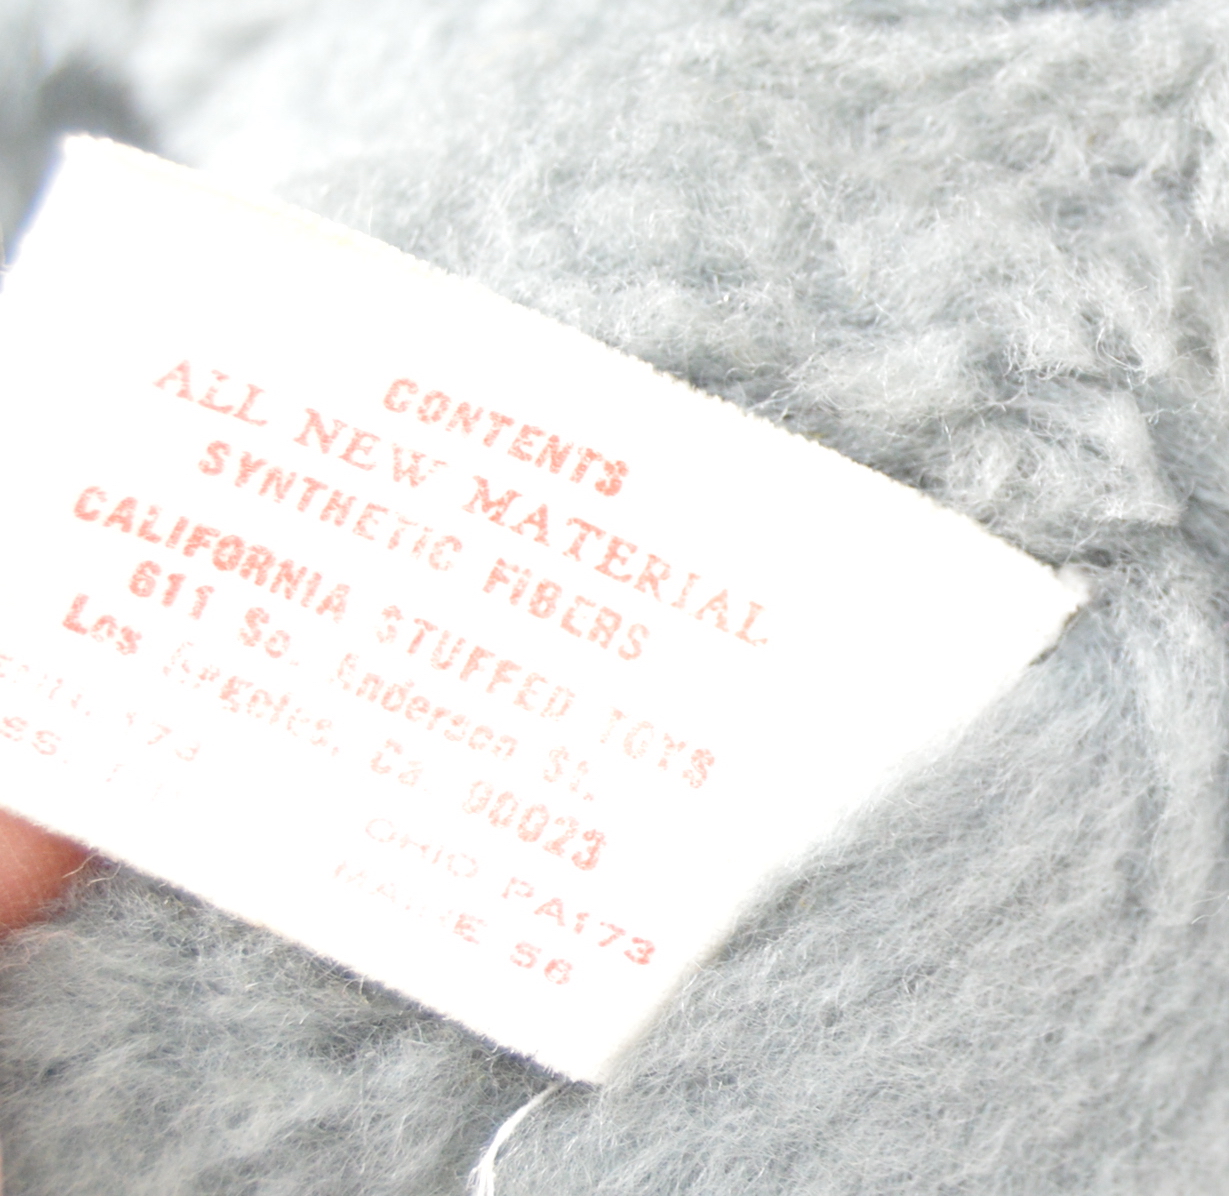 CONTENTS
ALL NEW MATERIAL
SYNTHETIC FIBERS
CALIFORNIA STUFFED TOYS
611 So. Anderson St.
Los Angeles, Ca. 90023
173 OHIO PA173
56